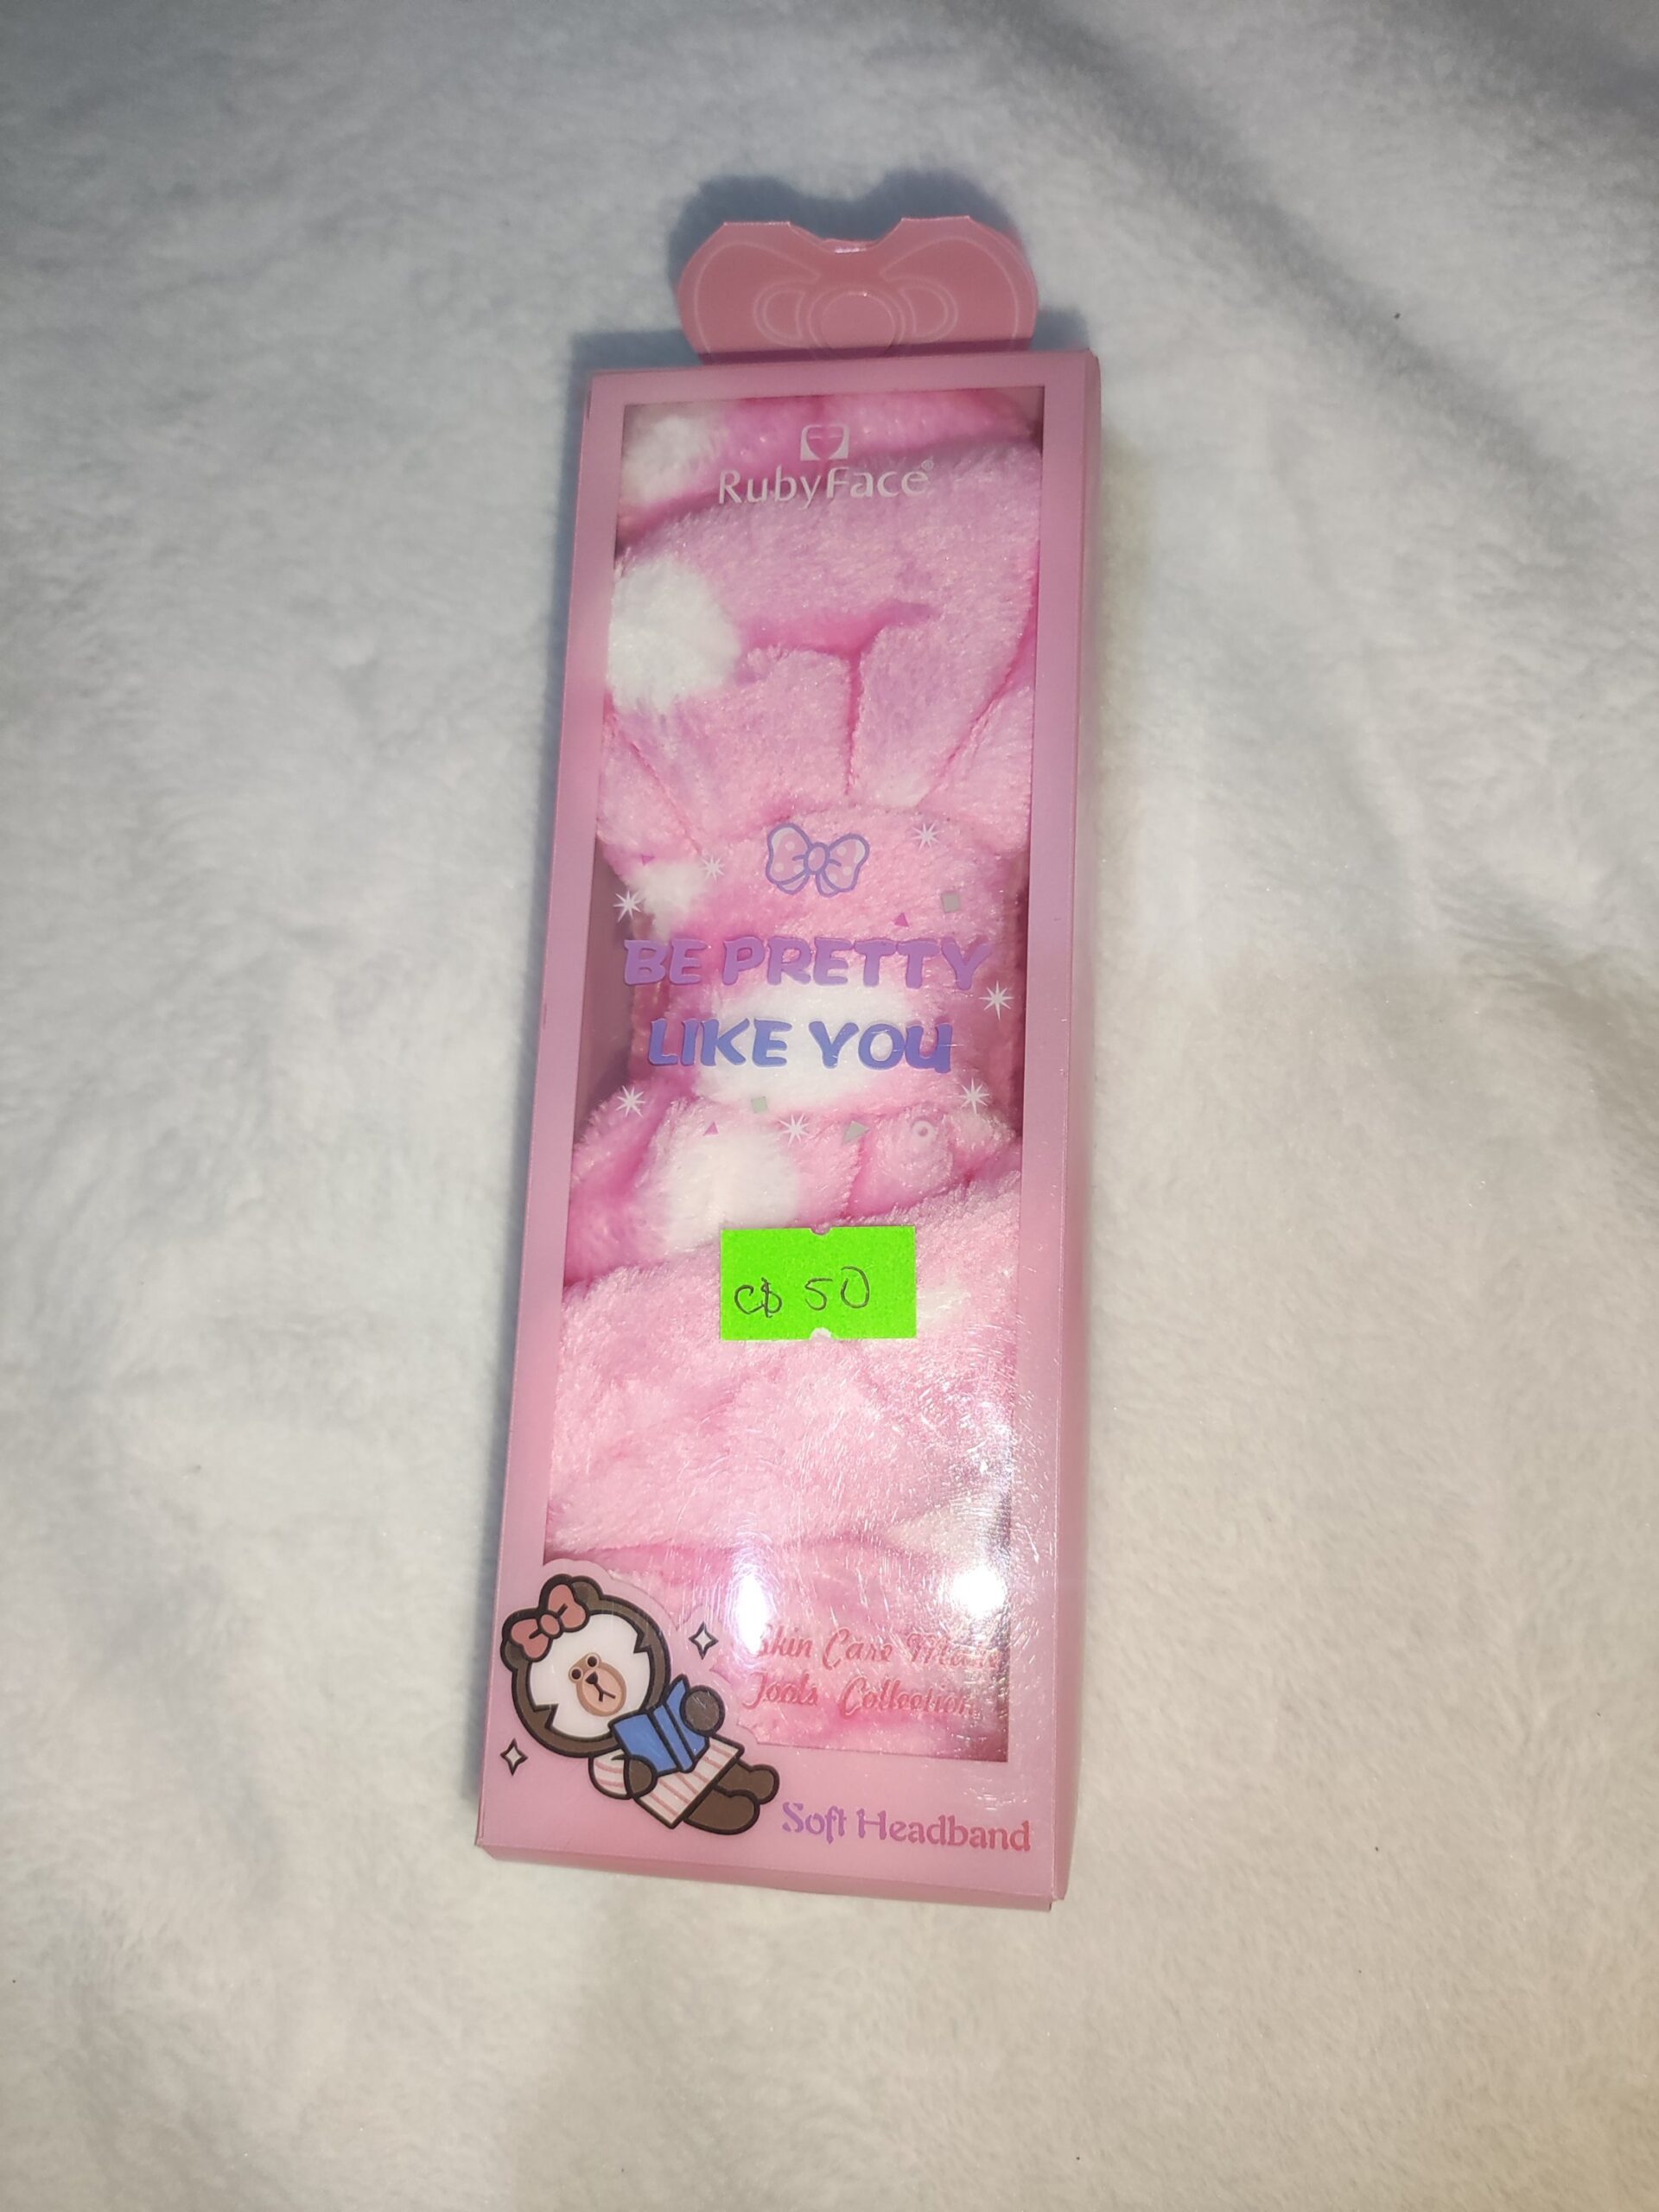 RubyFace®
BE PRETTY
LIKE YOU
C$ 50
Skin Care
Tools Collection
Soft Headband